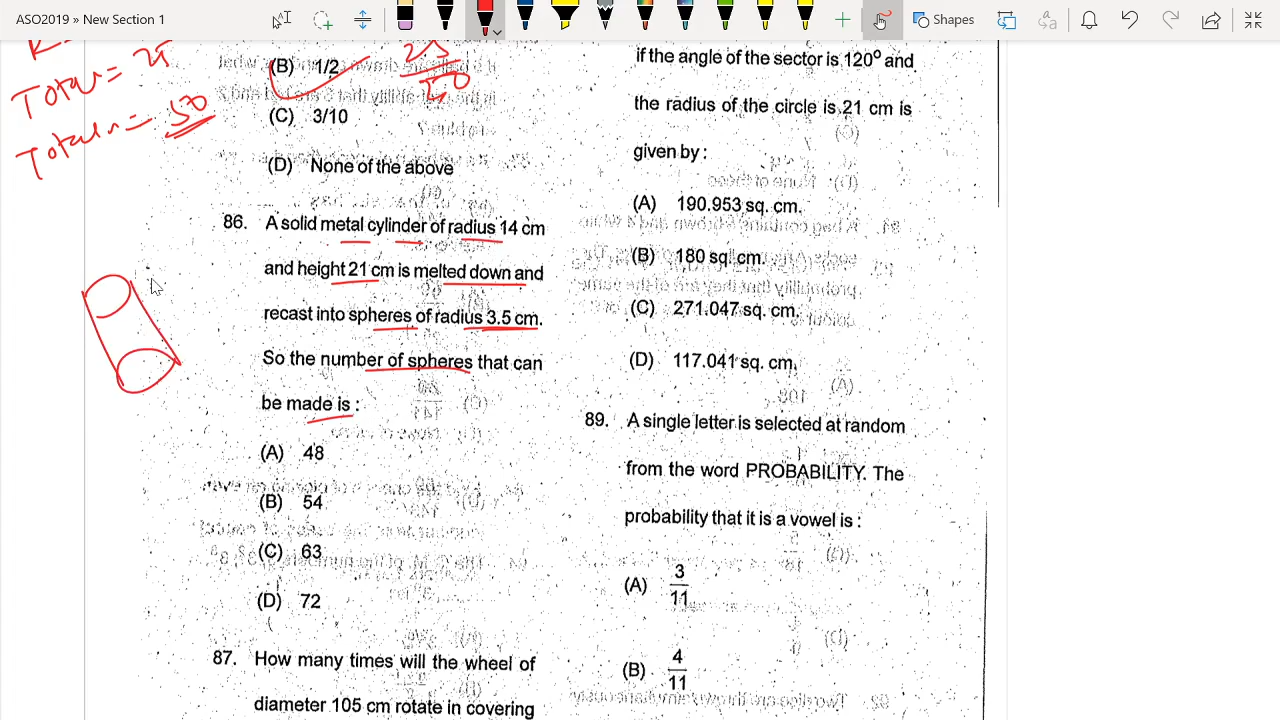 ASO2019 » New Section 1
Shapes
Total = 25
Total n = 50
(B) 1/2
25
50
(C) 3/10
(D) None of the above
86. A solid metal cylinder of radius 14 cm
and height 21 cm is melted down and
recast into spheres of radius 3.5 cm.
So the number of spheres that can
be made is :
(A) 48
(B) 54
(C) 63
(D) 72
87. How many times will the wheel of
diameter 105 cm rotate in covering
if the angle of the sector is 120⁰ and
the radius of the circle is 21 cm is
given by :
(A) 190.953 sq. cm.
(B) 180 sq. cm.
(C) 271.047 sq. cm.
(D) 117.041 sq. cm.
89. A single letter is selected at random
from the word PROBABILITY. The
probability that it is a vowel is :
(A) 3
11
(B) 4
11